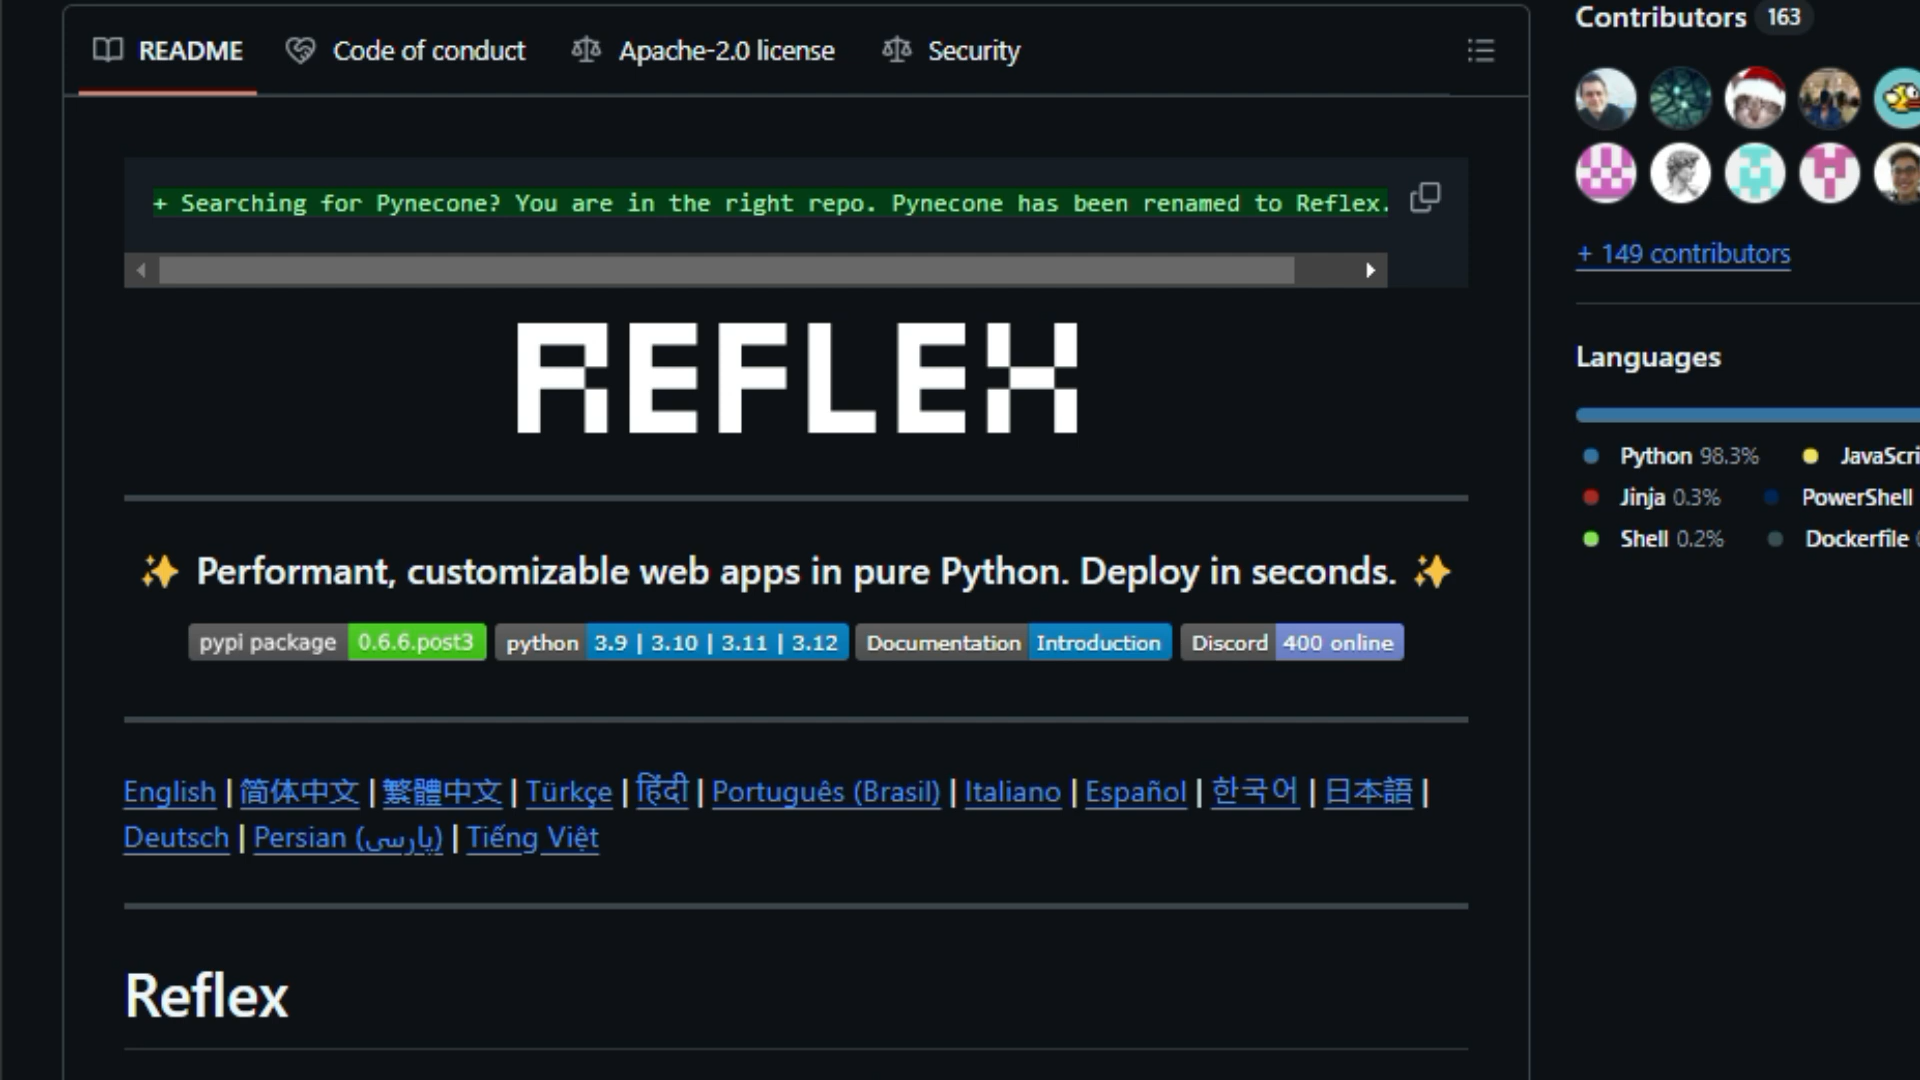 README Code of conduct Apache-2.0 license Security
+ Searching for Pynecone? You are in the right repo. Pynecone has been renamed to Reflex.
REFLEX
✨ Performant, customizable web apps in pure Python. Deploy in seconds. ✨
pypi package 0.6.6.post3 python 3.9 | 3.10 | 3.11 | 3.12 Documentation Introduction Discord 400 online
English | 简体中文 | 繁體中文 | Türkçe | हिंदी | Português (Brasil) | Italiano | Español | 한국어 | 日本語 |
Deutsch | Persian (پارسی) | Tiếng Việt
Reflex
Contributors 163
+ 149 contributors
Languages
Python 98.3% JavaScri
Jinja 0.3% PowerShell
Shell 0.2% Dockerfile